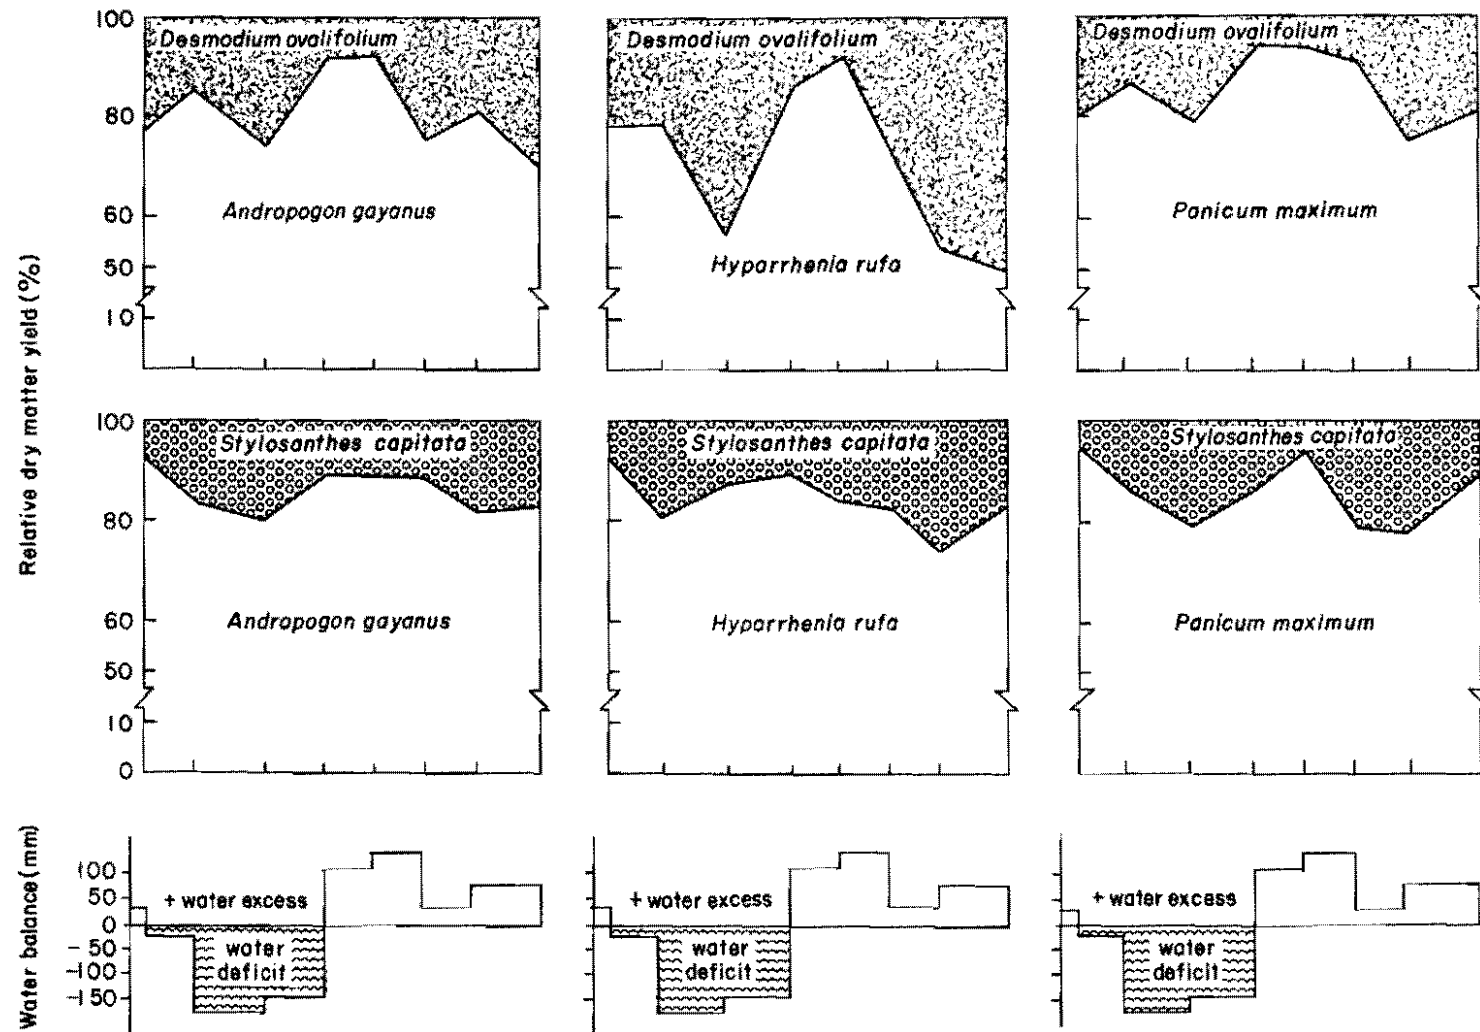 Relative dry matter yield (%)
100
80
60
50
10
Desmodium ovalifolium
Andropogon gayanus
Desmodium ovalifolium
Hyparrhenia rufa
Desmodium ovalifolium
Panicum maximum
100
80
60
50
10
0
Stylosanthes capitata
Andropogon gayanus
Stylosanthes capitata
Hyparrhenia rufa
Stylosanthes capitata
Panicum maximum
Water balance (mm)
100
50
0
-50
-100
-150
+ water excess
water
deficit
+ water excess
water
deficit
+ water excess
water
deficit